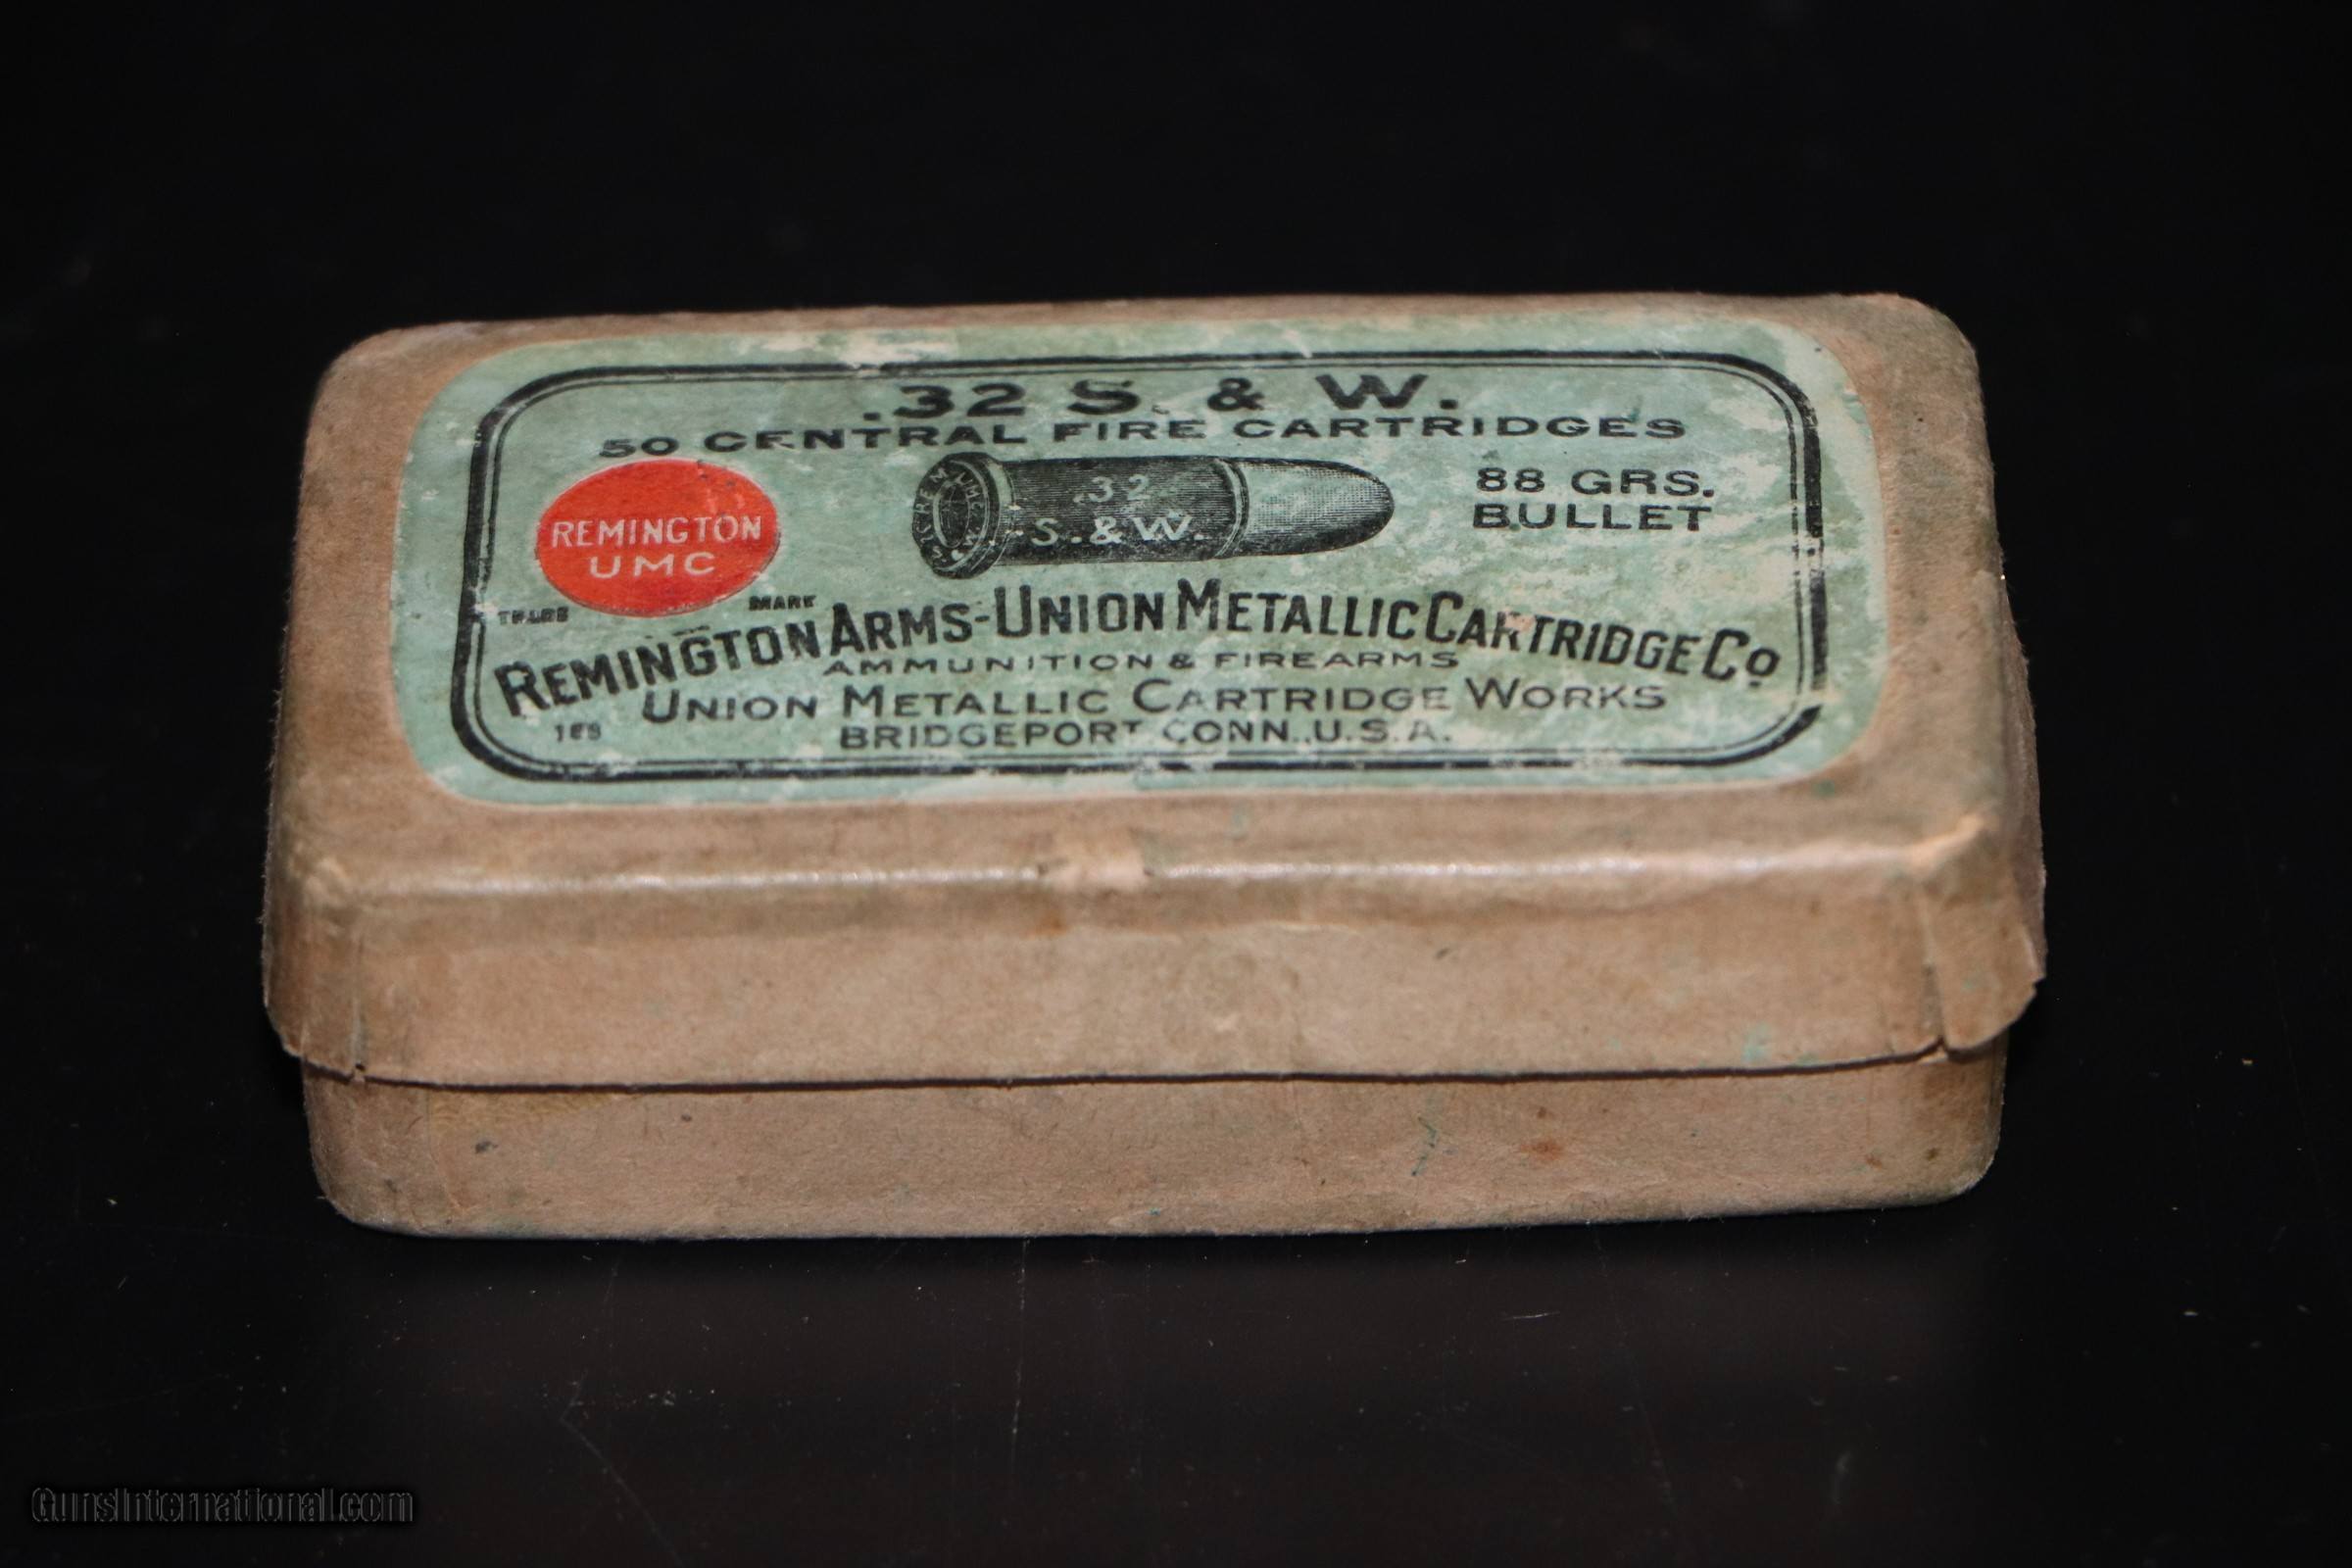 .32 S. & W.
50 CENTRAL FIRE CARTRIDGES
REMINGTON
UMC
TRADE MARK
.32
S. & W.
88 GRS.
BULLET
REMINGTON ARMS-UNION METALLIC CARTRIDGE CO
AMMUNITION & FIREARMS
UNION METALLIC CARTRIDGE WORKS
BRIDGEPORT CONN., U.S.A.
GunsInternational.com